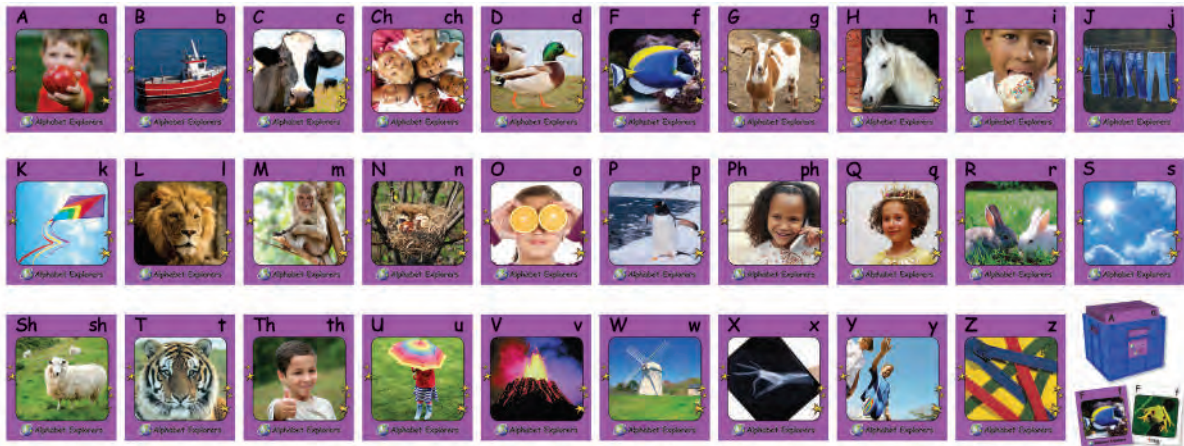 A a B b C c Ch ch D d F f G g H h I i J j
Alphabet Explorers Alphabet Explorers Alphabet Explorers Alphabet Explorers Alphabet Explorers Alphabet Explorers Alphabet Explorers Alphabet Explorers Alphabet Explorers Alphabet Explorers
K k L l M m N n O o P p Ph ph Q q R r S s
Alphabet Explorers Alphabet Explorers Alphabet Explorers Alphabet Explorers Alphabet Explorers Alphabet Explorers Alphabet Explorers Alphabet Explorers Alphabet Explorers Alphabet Explorers
Sh sh T t Th th U u V v W w X x Y y Z z
A a
F
Alphabet Explorers Alphabet Explorers Alphabet Explorers Alphabet Explorers Alphabet Explorers Alphabet Explorers Alphabet Explorers Alphabet Explorers Alphabet Explorers